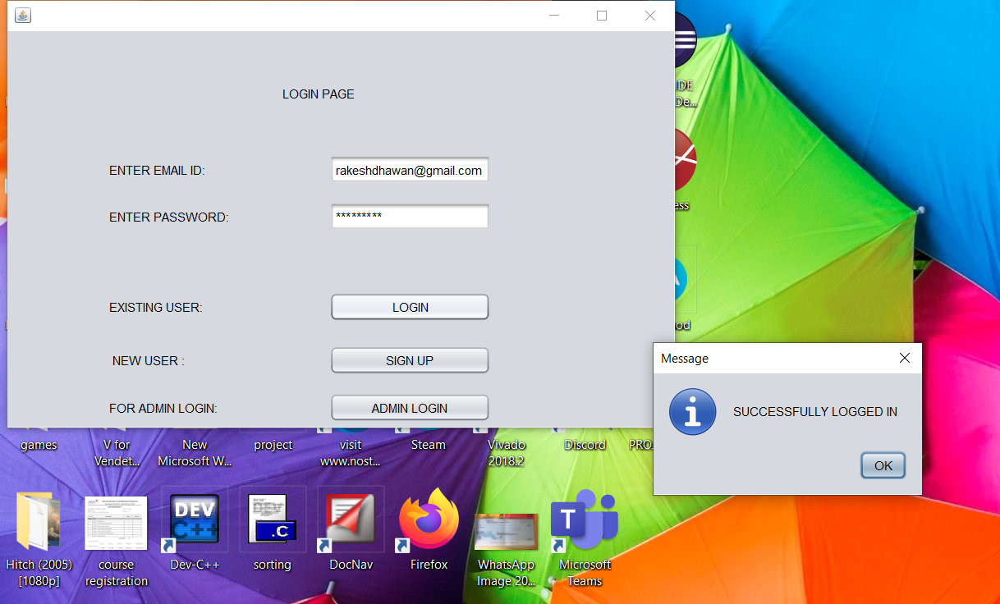 LOGIN PAGE
ENTER EMAIL ID:
rakeshdhawan@gmail.com
ENTER PASSWORD:
*********
EXISTING USER:
LOGIN
NEW USER :
SIGN UP
FOR ADMIN LOGIN:
ADMIN LOGIN
IDE
De...
ess
od
Message
SUCCESSFULLY LOGGED IN
OK
games
V for
Vendet...
New
Microsoft W...
project
visit
www.nost...
Steam
Vivado
2018.2
Discord
PRO
Hitch (2005)
[1080p]
course
registration
DEV
C++
Dev-C++
DEV
.C
sorting
DocNav
Firefox
WhatsApp
Image 20...
T
Microsoft
Teams